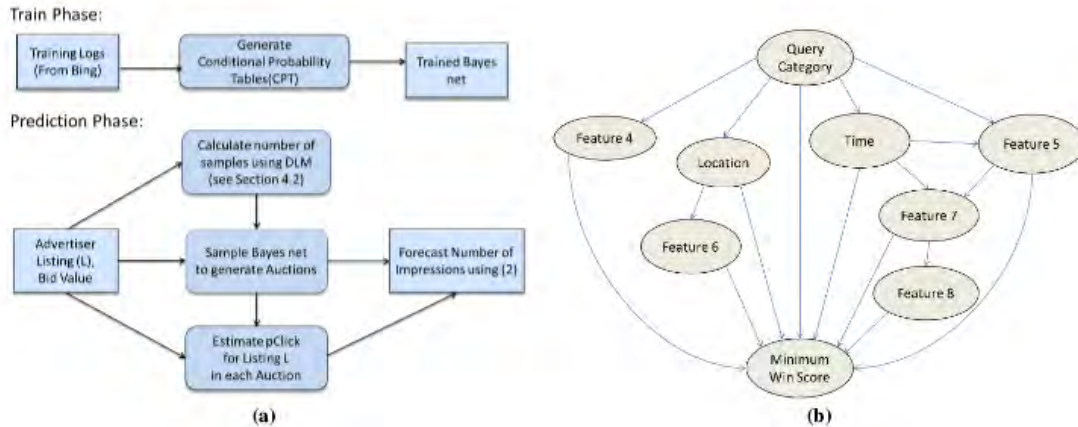 Train Phase:
Training Logs
(From Bing)
Generate
Conditional Probability
Tables(CPT)
Trained Bayes
net
Prediction Phase:
Calculate number of
samples using DLM
(see Section 4.2)
Advertiser
Listing (L),
Bid Value
Sample Bayes net
to generate Auctions
Forecast Number of
Impressions using (2)
Estimate pClick
for Listing L
in each Auction
(a)
Query
Category
Feature 4
Time
Feature 5
Location
Feature 7
Feature 6
Feature 8
Minimum
Win Score
(b)